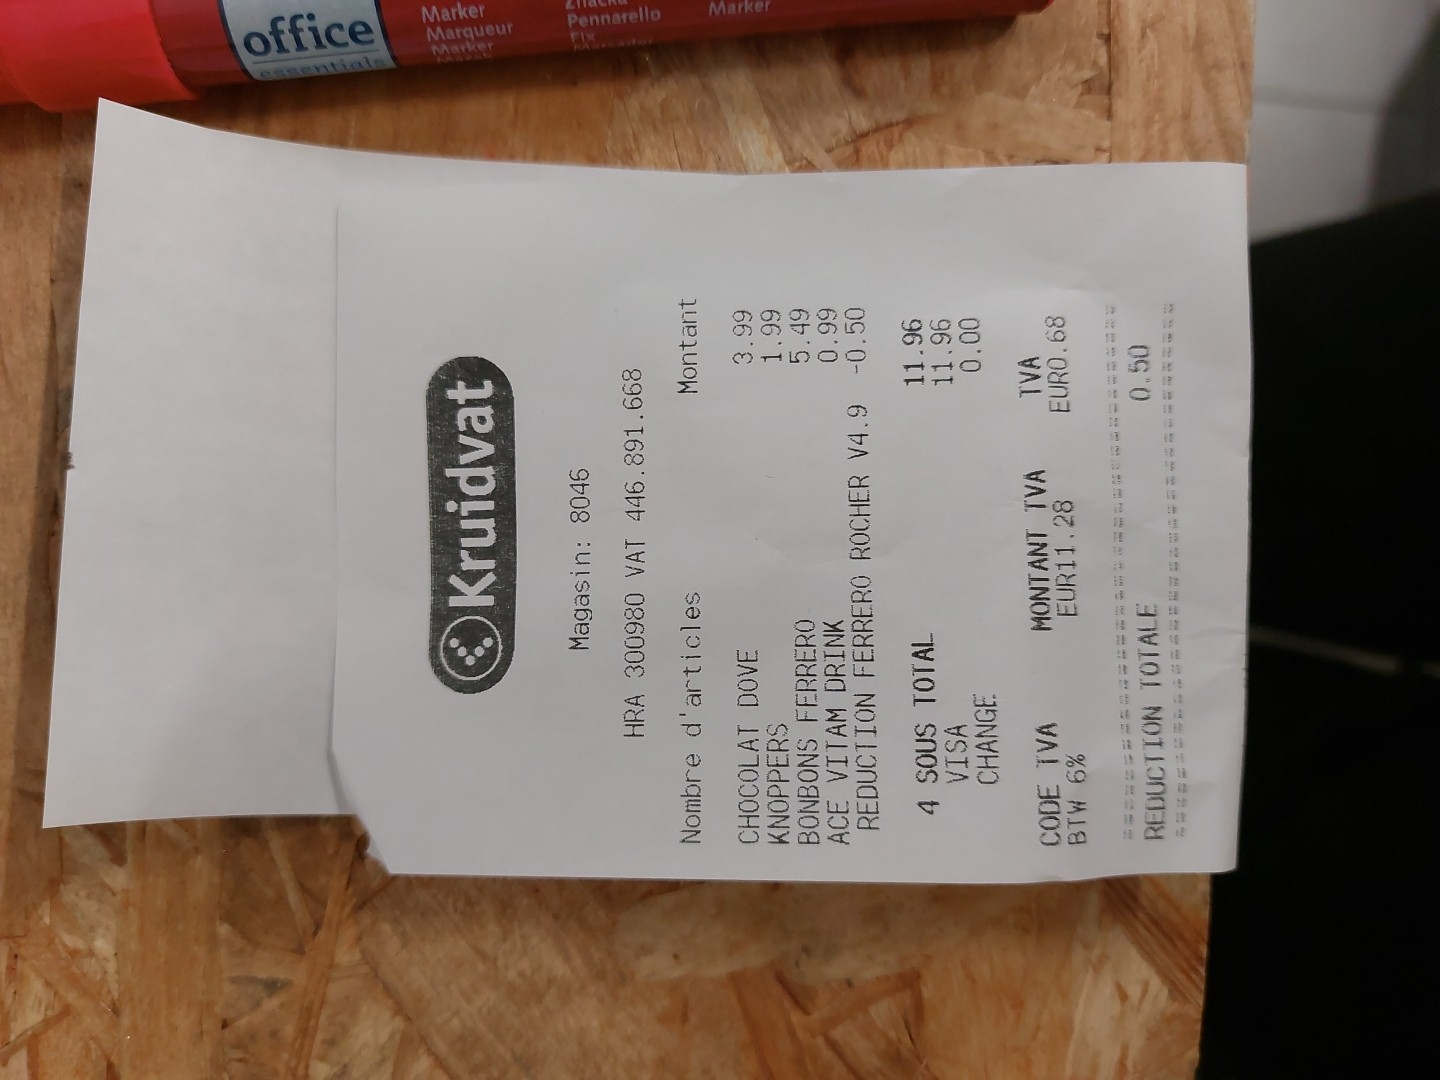 office
essentials
Marker
Marqueur
Marker
Pennarello
Fix
Marker
Kruidvat
Magasin: 8046
HRA 300980 VAT 446.891.668
Nombre d'articles Montant
CHOCOLAT DOVE 3.99
KNOPPERS 1.99
BONBONS FERRERO 5.49
ACE VITAM DRINK 0.99
REDUCTION FERRERO ROCHER V4.9 -0.50
4 SOUS TOTAL 11.96
VISA 11.96
CHANGE 0.00
CODE TVA MONTANT TVA TVA
BTW 6% EUR11.28 EUR0.68
REDUCTION TOTALE 0.50